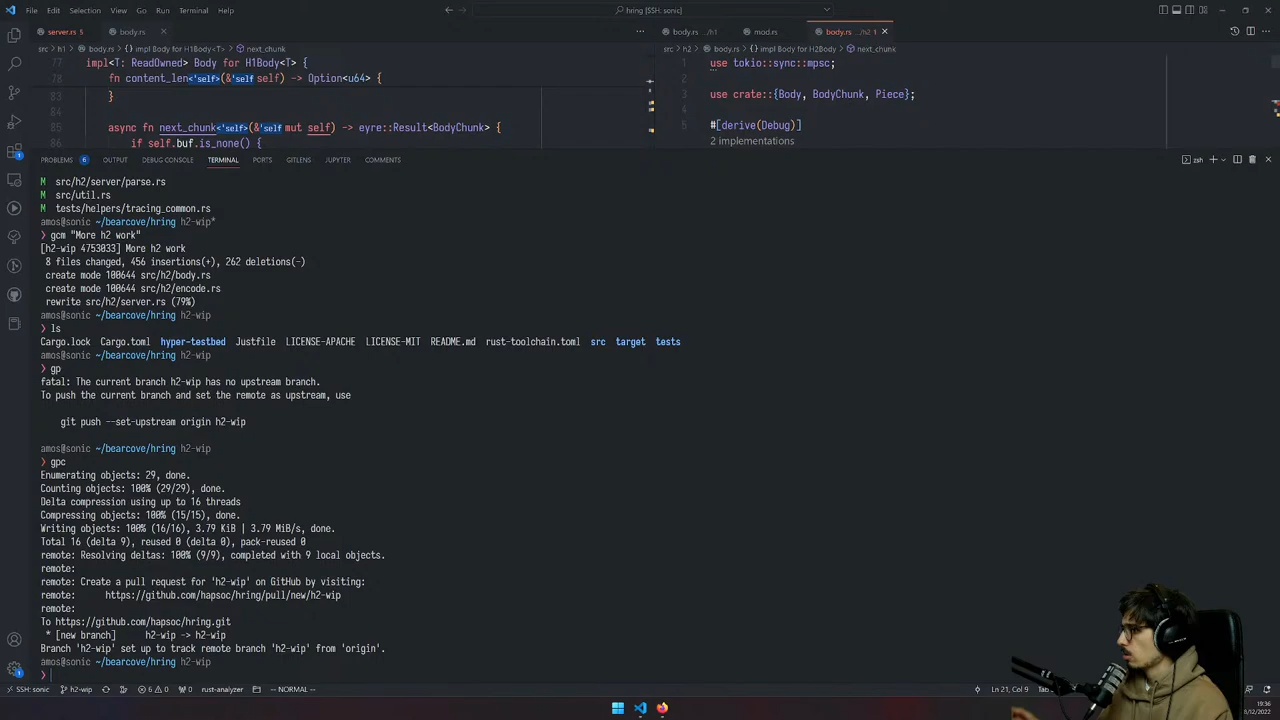 File Edit Selection View Go Run Terminal Help
hring [SSH: sonic]
server.rs 5 body.rs
body.rs .../h1 mod.rs body.rs .../h2 1
src > h1 > body.rs > impl Body for H1Body<T> > next_chunk
src > h2 > body.rs > impl Body for H2Body > next_chunk
77 impl<T: ReadOwned> Body for H1Body<T> {
78 fn content_len<'self>(&'self self) -> Option<u64> {
83 }
85 async fn next_chunk<'self>(&'self mut self) -> eyre::Result<BodyChunk> {
86 if self.buf.is_none() {
1 use tokio::sync::mpsc;
2
3 use crate::{Body, BodyChunk, Piece};
4
5 #[derive(Debug)]
2 implementations
PROBLEMS 6 OUTPUT DEBUG CONSOLE TERMINAL PORTS GITLENS JUPYTER COMMENTS
zsh
M src/h2/server/parse.rs
M src/util.rs
M tests/helpers/tracing_common.rs
amos@sonic ~/bearcove/hring h2-wip*
❯ gcm "More h2 work"
[h2-wip 4753033] More h2 work
8 files changed, 456 insertions(+), 262 deletions(-)
create mode 100644 src/h2/body.rs
create mode 100644 src/h2/encode.rs
rewrite src/h2/server.rs (79%)
amos@sonic ~/bearcove/hring h2-wip
❯ ls
Cargo.lock Cargo.toml hyper-testbed Justfile LICENSE-APACHE LICENSE-MIT README.md rust-toolchain.toml src target tests
amos@sonic ~/bearcove/hring h2-wip
❯ gp
fatal: The current branch h2-wip has no upstream branch.
To push the current branch and set the remote as upstream, use
git push --set-upstream origin h2-wip
amos@sonic ~/bearcove/hring h2-wip
❯ gpc
Enumerating objects: 29, done.
Counting objects: 100% (29/29), done.
Delta compression using up to 16 threads
Compressing objects: 100% (15/15), done.
Writing objects: 100% (16/16), 3.79 KiB | 3.79 MiB/s, done.
Total 16 (delta 9), reused 0 (delta 0), pack-reused 0
remote: Resolving deltas: 100% (9/9), completed with 9 local objects.
remote:
remote: Create a pull request for 'h2-wip' on GitHub by visiting:
remote: https://github.com/hapsoc/hring/pull/new/h2-wip
remote:
To https://github.com/hapsoc/hring.git
* [new branch] h2-wip -> h2-wip
Branch 'h2-wip' set up to track remote branch 'h2-wip' from 'origin'.
amos@sonic ~/bearcove/hring h2-wip
❯
SSH: sonic h2-wip 6 0 0 rust-analyzer -- NORMAL -- Ln 21, Col 9
19:36